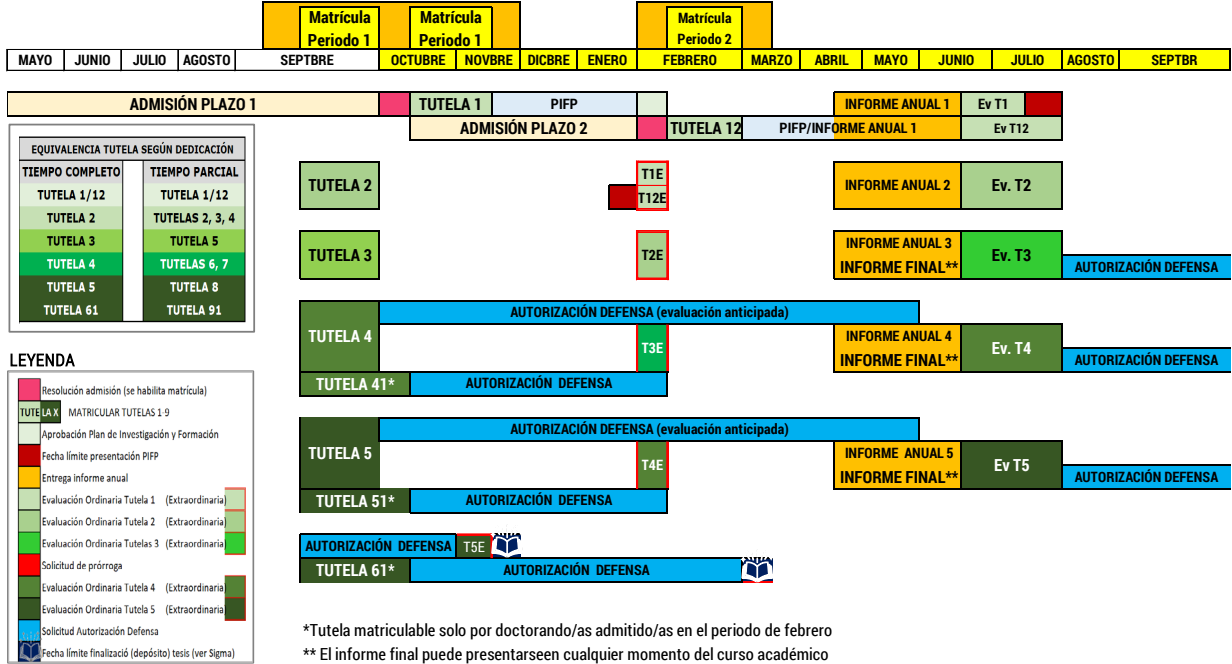 Matrícula
Periodo 1
Matrícula
Periodo 1
Matrícula
Periodo 2
MAYO JUNIO JULIO AGOSTO SEPTBRE OCTUBRE NOVBRE DICBRE ENERO FEBRERO MARZO ABRIL MAYO JUNIO JULIO AGOSTO SEPTBR
ADMISIÓN PLAZO 1 TUTELA 1 PIFP INFORME ANUAL 1 Ev T1
ADMISIÓN PLAZO 2 TUTELA 12 PIFP/INFORME ANUAL 1 Ev T12
EQUIVALENCIA TUTELA SEGÚN DEDICACIÓN
TIEMPO COMPLETO TIEMPO PARCIAL
TUTELA 1/12 TUTELA 1/12
TUTELA 2 TUTELAS 2, 3, 4
TUTELA 3 TUTELA 5
TUTELA 4 TUTELAS 6, 7
TUTELA 5 TUTELA 8
TUTELA 61 TUTELA 91
TUTELA 2 T1E INFORME ANUAL 2 Ev. T2
T12E
TUTELA 3 T2E INFORME ANUAL 3 Ev. T3
INFORME FINAL** AUTORIZACIÓN DEFENSA
AUTORIZACIÓN DEFENSA (evaluación anticipada)
TUTELA 4 T3E INFORME ANUAL 4 Ev. T4
INFORME FINAL** AUTORIZACIÓN DEFENSA
TUTELA 41* AUTORIZACIÓN DEFENSA
AUTORIZACIÓN DEFENSA (evaluación anticipada)
TUTELA 5 T4E INFORME ANUAL 5 Ev T5
INFORME FINAL** AUTORIZACIÓN DEFENSA
TUTELA 51* AUTORIZACIÓN DEFENSA
AUTORIZACIÓN DEFENSA T5E
TUTELA 61* AUTORIZACIÓN DEFENSA
LEYENDA
Resolución admisión (se habilita matrícula)
TUTELA X MATRICULAR TUTELAS 1-9
Aprobación Plan de Investigación y Formación
Fecha límite presentación PIFP
Entrega informe anual
Evaluación Ordinaria Tutela 1 (Extraordinaria)
Evaluación Ordinaria Tutela 2 (Extraordinaria)
Evaluación Ordinaria Tutelas 3 (Extraordinaria)
Solicitud de prórroga
Evaluación Ordinaria Tutela 4 (Extraordinaria)
Evaluación Ordinaria Tutela 5 (Extraordinaria)
Solicitud Autorización Defensa
Fecha límite finalizació (depósito) tesis (ver Sigma)
*Tutela matriculable solo por doctorando/as admitido/as en el periodo de febrero
** El informe final puede presentarseen cualquier momento del curso académico